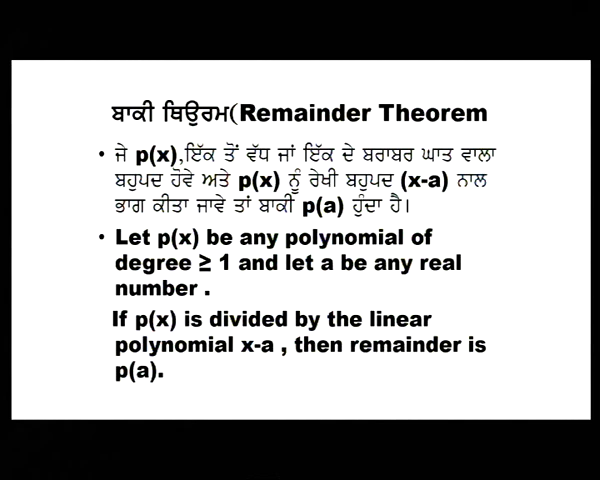 ਬਾਕੀ ਥਿਉਰਮ(Remainder Theorem
• ਜੇ p(x),ਇੱਕ ਤੋਂ ਵੱਧ ਜਾਂ ਇੱਕ ਦੇ ਬਰਾਬਰ ਘਾਤ ਵਾਲਾ
ਬਹੁਪਦ ਹੋਵੇ ਅਤੇ p(x) ਨੂੰ ਰੇਖੀ ਬਹੁਪਦ (x-a) ਨਾਲ
ਭਾਗ ਕੀਤਾ ਜਾਵੇ ਤਾਂ ਬਾਕੀ p(a) ਹੁੰਦਾ ਹੈ।
• Let p(x) be any polynomial of
degree ≥ 1 and let a be any real
number .
If p(x) is divided by the linear
polynomial x-a , then remainder is
p(a).